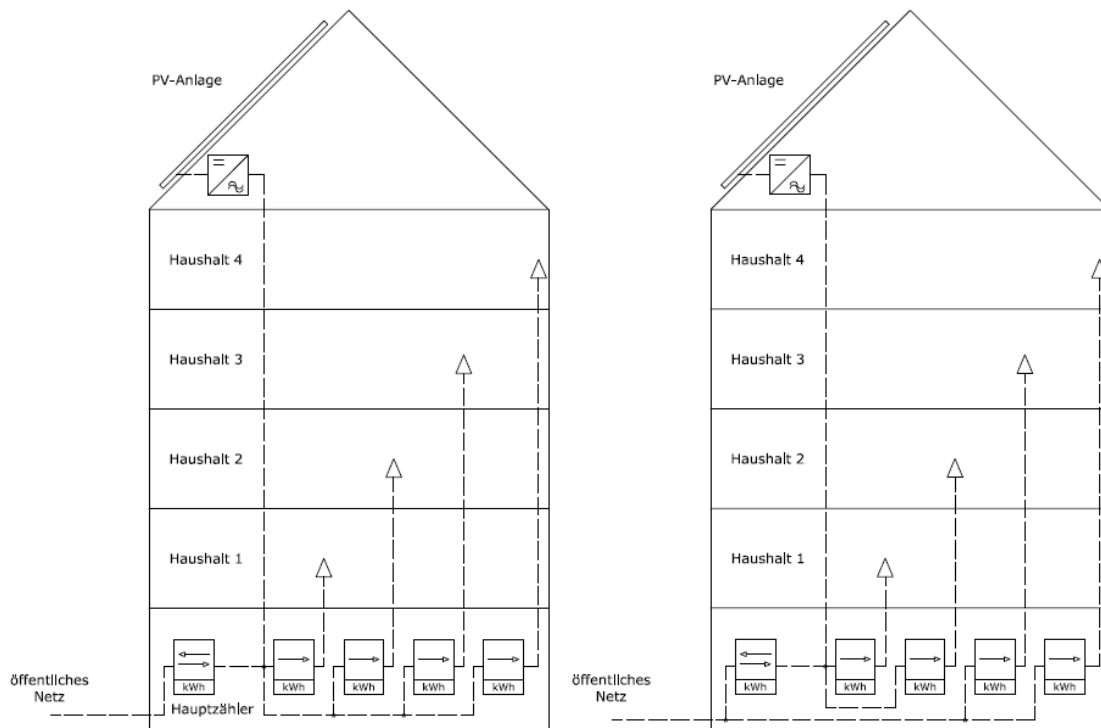 PV-Anlage
Haushalt 4
Haushalt 3
Haushalt 2
Haushalt 1
kWh
kWh
kWh
kWh
kWh
öffentliches
Netz
Hauptzähler
PV-Anlage
Haushalt 4
Haushalt 3
Haushalt 2
Haushalt 1
kWh
kWh
kWh
kWh
kWh
öffentliches
Netz